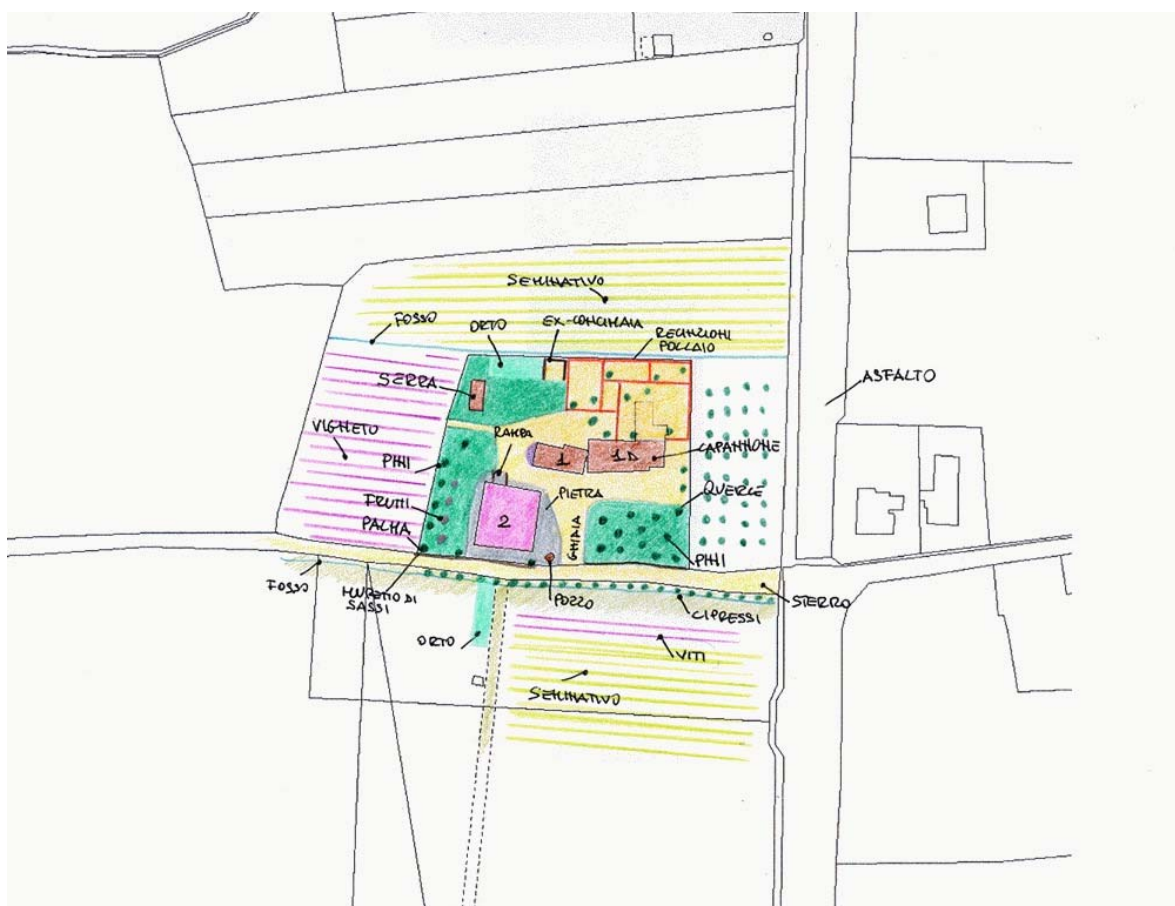 SEMINATIVO
FOSSO
ORTO
EX-CONCIMAIA
RECINZIONI
POLLAIO
SERRA
ASFALTO
VIGNETO
RAMPA
1
1A
CAPANNONE
PINI
PIETRA
QUERCE
FRUTTI
2
PALMA
GHIAIA
PINI
FOSSO
MURETTO DI
SASSI
POZZO
CIPRESSI
STERRO
ORTO
VITI
SEMINATIVO